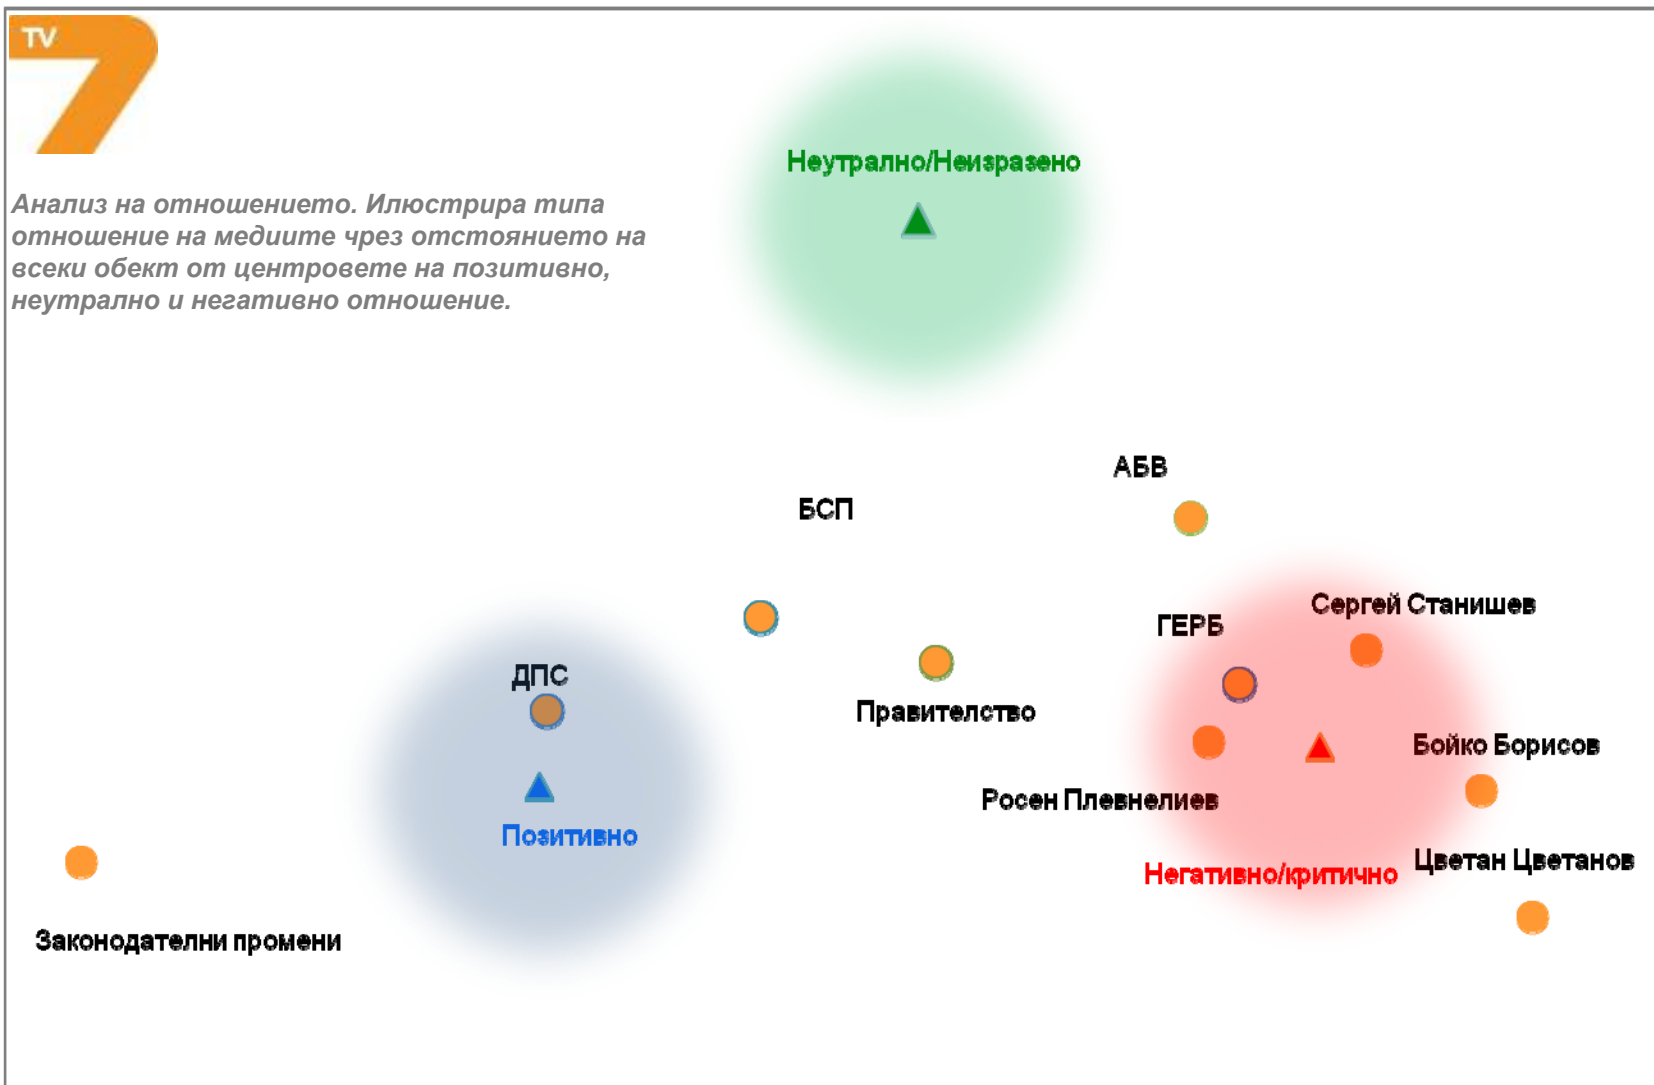 TV
7
Неутрално/Неизразено
Анализ на отношението. Илюстрира типа
отношение на медиите чрез отстоянието на
всеки обект от центровете на позитивно,
неутрално и негативно отношение.
АБВ
БСП
Сергей Станишев
ГЕРБ
ДПС
Правителство
Бойко Борисов
Росен Плевнелиев
Позитивно
Цветан Цветанов
Негативно/критично
Законодателни промени